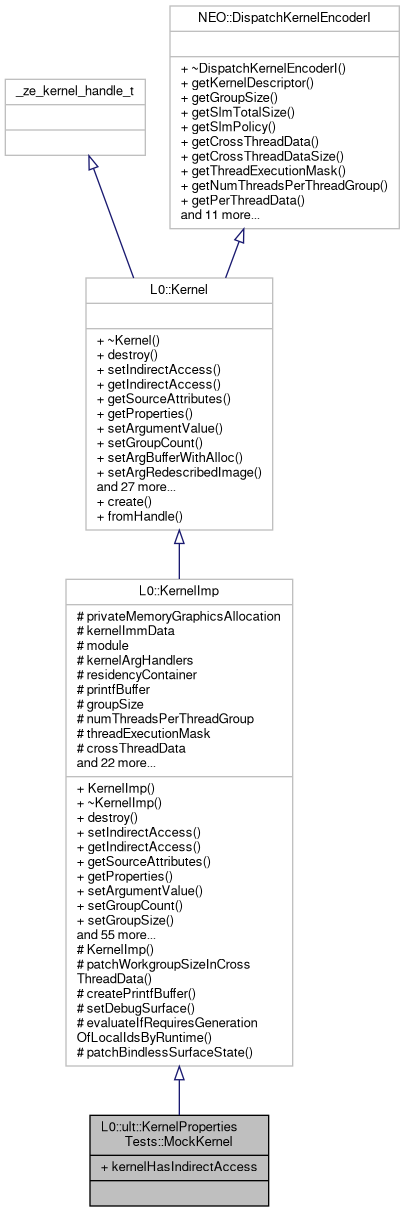 NEO::DispatchKernelEncoderI
+ ~DispatchKernelEncoderI()
+ getKernelDescriptor()
+ getGroupSize()
+ getSlmTotalSize()
+ getSlmPolicy()
+ getCrossThreadData()
+ getCrossThreadDataSize()
+ getThreadExecutionMask()
+ getNumThreadsPerThreadGroup()
+ getPerThreadData()
and 11 more...
_ze_kernel_handle_t
L0::Kernel
+ ~Kernel()
+ destroy()
+ setIndirectAccess()
+ getIndirectAccess()
+ getSourceAttributes()
+ getProperties()
+ setArgumentValue()
+ setGroupCount()
+ setArgBufferWithAlloc()
+ setArgRedescribedImage()
and 27 more...
+ create()
+ fromHandle()
L0::KernelImp
# privateMemoryGraphicsAllocation
# kernelImmData
# module
# kernelArgHandlers
# residencyContainer
# printfBuffer
# groupSize
# numThreadsPerThreadGroup
# threadExecutionMask
# crossThreadData
and 22 more...
+ KernelImp()
+ ~KernelImp()
+ destroy()
+ setIndirectAccess()
+ getIndirectAccess()
+ getSourceAttributes()
+ getProperties()
+ setArgumentValue()
+ setGroupCount()
+ setGroupSize()
and 55 more...
# KernelImp()
# patchWorkgroupSizeInCross
ThreadData()
# createPrintfBuffer()
# setDebugSurface()
# evaluateIfRequiresGeneration
OfLocalIdsByRuntime()
# patchBindlessSurfaceState()
L0::ult::KernelProperties
Tests::MockKernel
+ kernelHasIndirectAccess